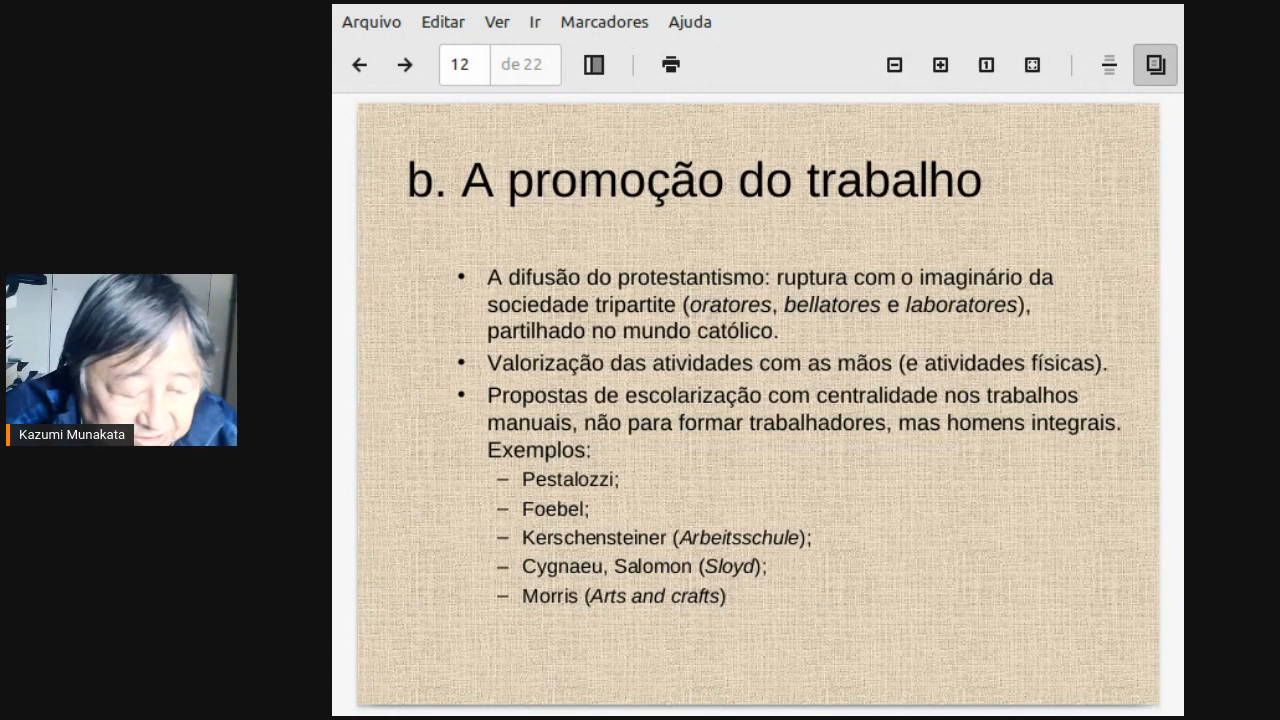 Arquivo Editar Ver Ir Marcadores Ajuda
12 de 22
1
b. A promoção do trabalho
• A difusão do protestantismo: ruptura com o imaginário da
sociedade tripartite (oratores, bellatores e laboratores),
partilhado no mundo católico.
• Valorização das atividades com as mãos (e atividades físicas).
• Propostas de escolarização com centralidade nos trabalhos
manuais, não para formar trabalhadores, mas homens integrais.
Exemplos:
– Pestalozzi;
– Foebel;
– Kerschensteiner (Arbeitsschule);
– Cygnaeu, Salomon (Sloyd);
– Morris (Arts and crafts)
Kazumi Munakata